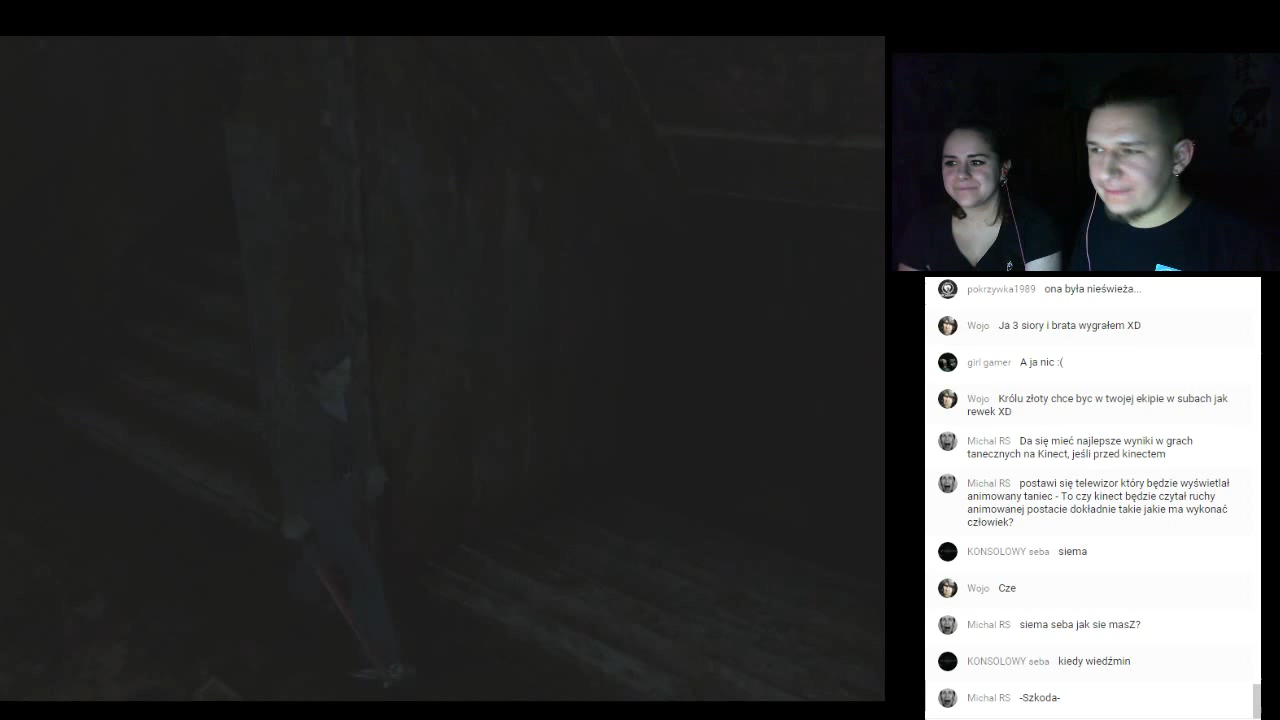 pokrzywka1989 ona była nieświeża...
Wojo Ja 3 siory i brata wygrałem XD
girl gamer A ja nic :(
Wojo Królu złoty chce byc w twojej ekipie w subach jak
rewek XD
Michal RS Da się mieć najlepsze wyniki w grach
tanecznych na Kinect, jeśli przed kinectem
Michal RS postawi się telewizor który będzie wyświetlał
animowany taniec - To czy kinect będzie czytał ruchy
animowanej postacie dokładnie takie jakie ma wykonać
człowiek?
KONSOLOWY seba siema
Wojo Cze
Michal RS siema seba jak sie masZ?
KONSOLOWY seba kiedy wiedźmin
Michal RS -Szkoda-